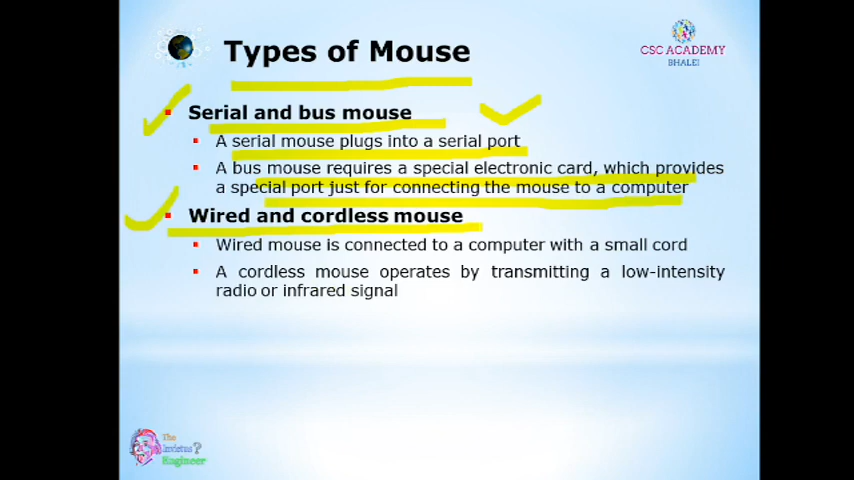 Types of Mouse
CSC ACADEMY
BHALEI
Serial and bus mouse
A serial mouse plugs into a serial port
A bus mouse requires a special electronic card, which provides
a special port just for connecting the mouse to a computer
Wired and cordless mouse
Wired mouse is connected to a computer with a small cord
A cordless mouse operates by transmitting a low-intensity
radio or infrared signal
The
Engineer